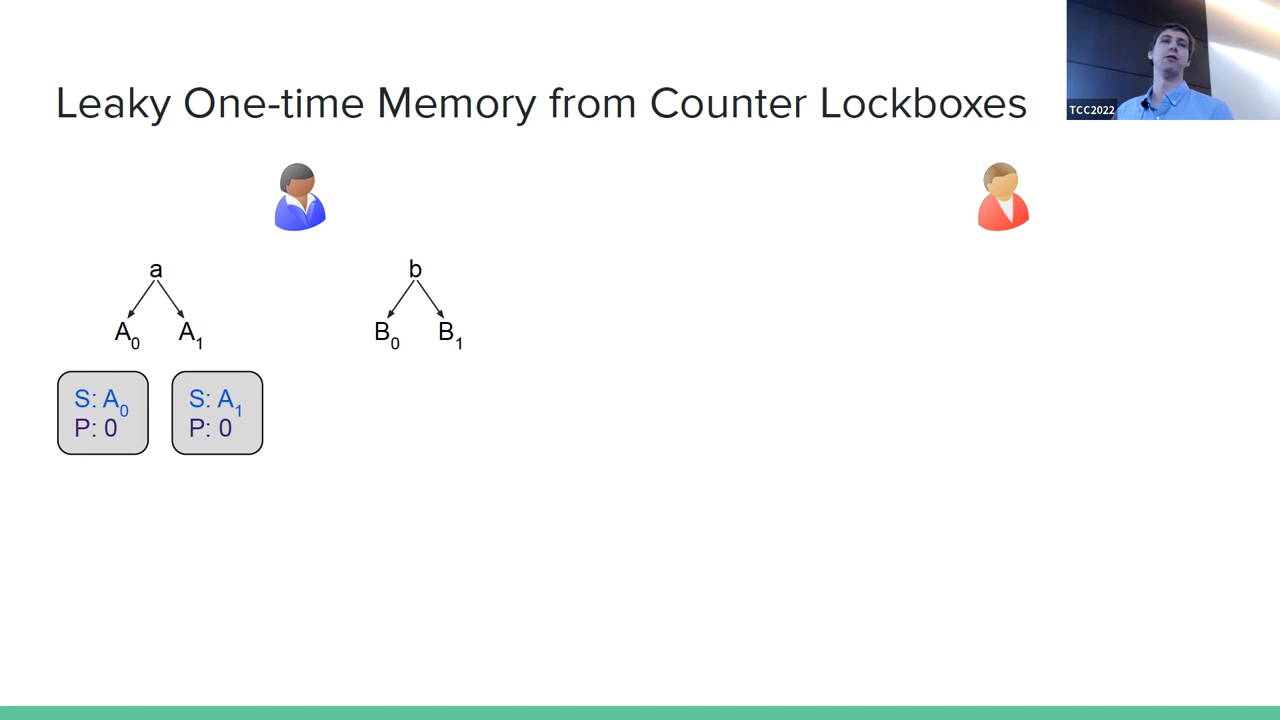 Leaky One-time Memory from Counter Lockboxes
TCC2022
a
b
A0 A1
B0 B1
S: A0
P: 0
S: A1
P: 0